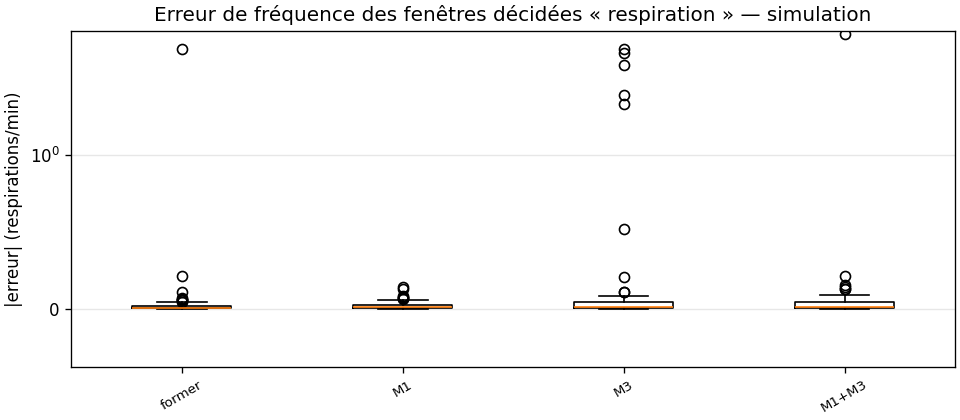 Erreur de fréquence des fenêtres décidées « respiration » — simulation
|erreur| (respirations/min)
10⁰
0
former
M1
M3
M1+M3